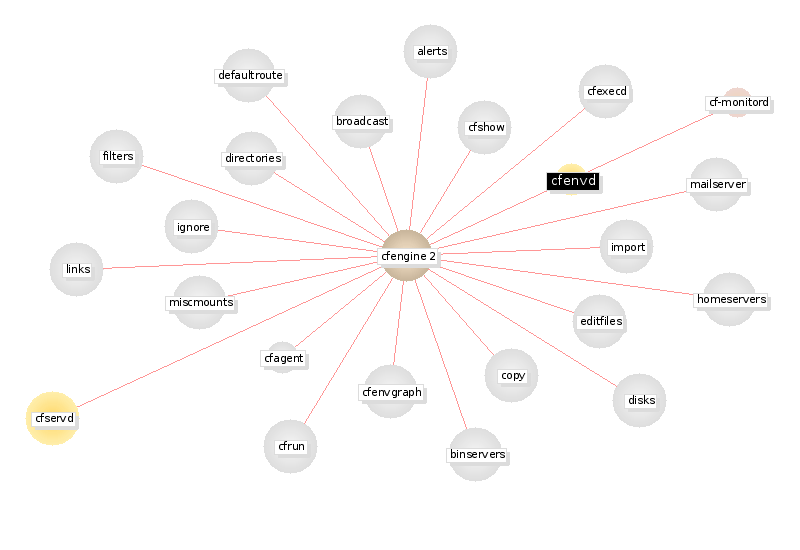 alerts
defaultroute
cfexecd
cf-monitord
broadcast
cfshow
filters
directories
cfenvd
mailserver
ignore
import
cfengine 2
links
miscmounts
homeservers
editfiles
cfagent
copy
cfenvgraph
disks
cfservd
cfrun
binservers